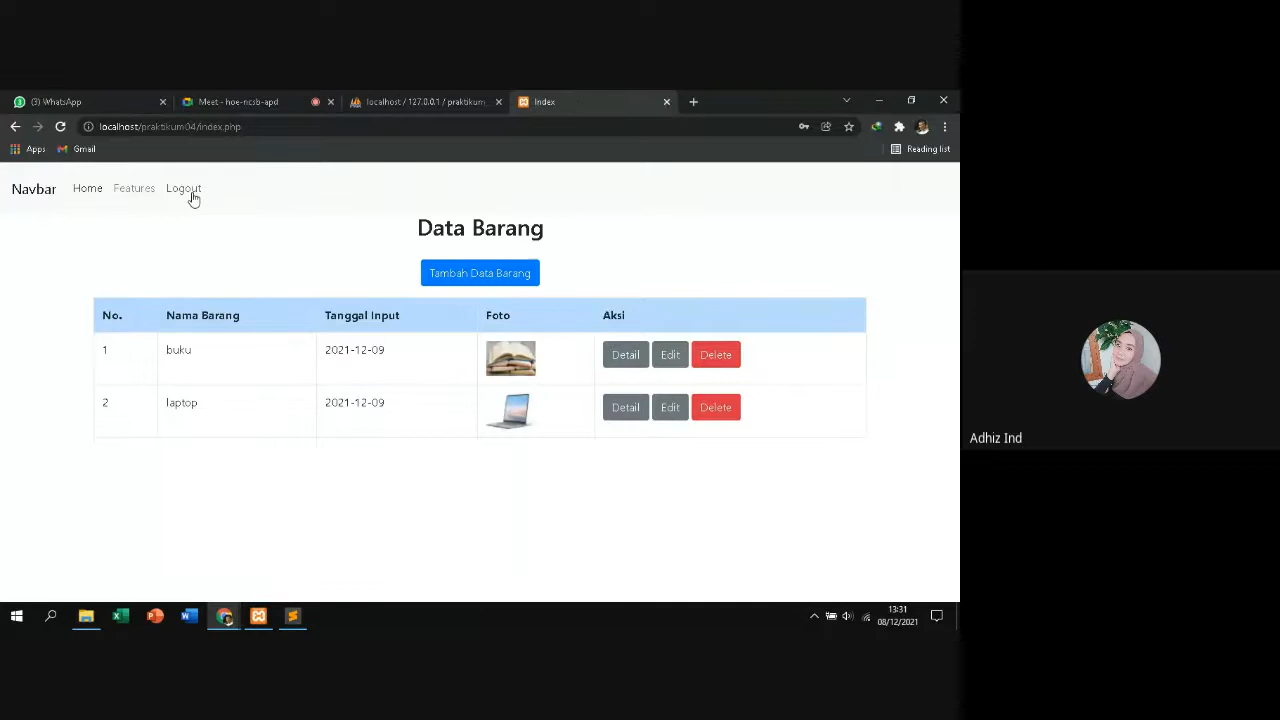 (3) WhatsApp
Meet - hoe-ncsb-apd
localhost / 127.0.0.1 / praktikum
Index
localhost/praktikum04/index.php
Apps
Gmail
Reading list
Navbar
Home
Features
Logout
Data Barang
Tambah Data Barang
No. Nama Barang Tanggal Input Foto Aksi
1 buku 2021-12-09 Detail Edit Delete
2 laptop 2021-12-09 Detail Edit Delete
Adhiz Ind
13:31
08/12/2021